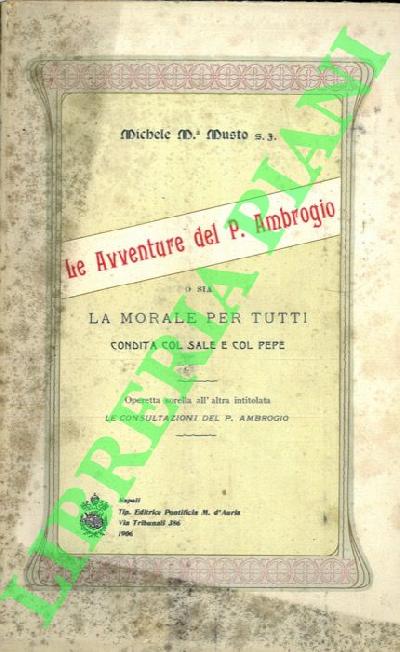 Michele M.ª Musto S. J.
Le Avventure del P. Ambrogio
O SIA
LA MORALE PER TUTTI
CONDITA COL SALE E COL PEPE
Operetta sorella all'altra intitolata
LE CONSULTAZIONI DEL P. AMBROGIO
Napoli
Tip. Editrice Pontificia M. d'Auria
Via Tribunali 386
1906
LIBRERIA PIANI